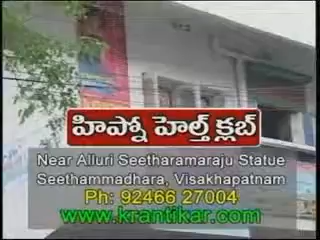 హిప్నో హెల్త్ క్లబ్
Near Alluri Seetharamaraju Statue
Seethammadhara, Visakhapatnam
Ph: 92466 27004
www.krantikar.com